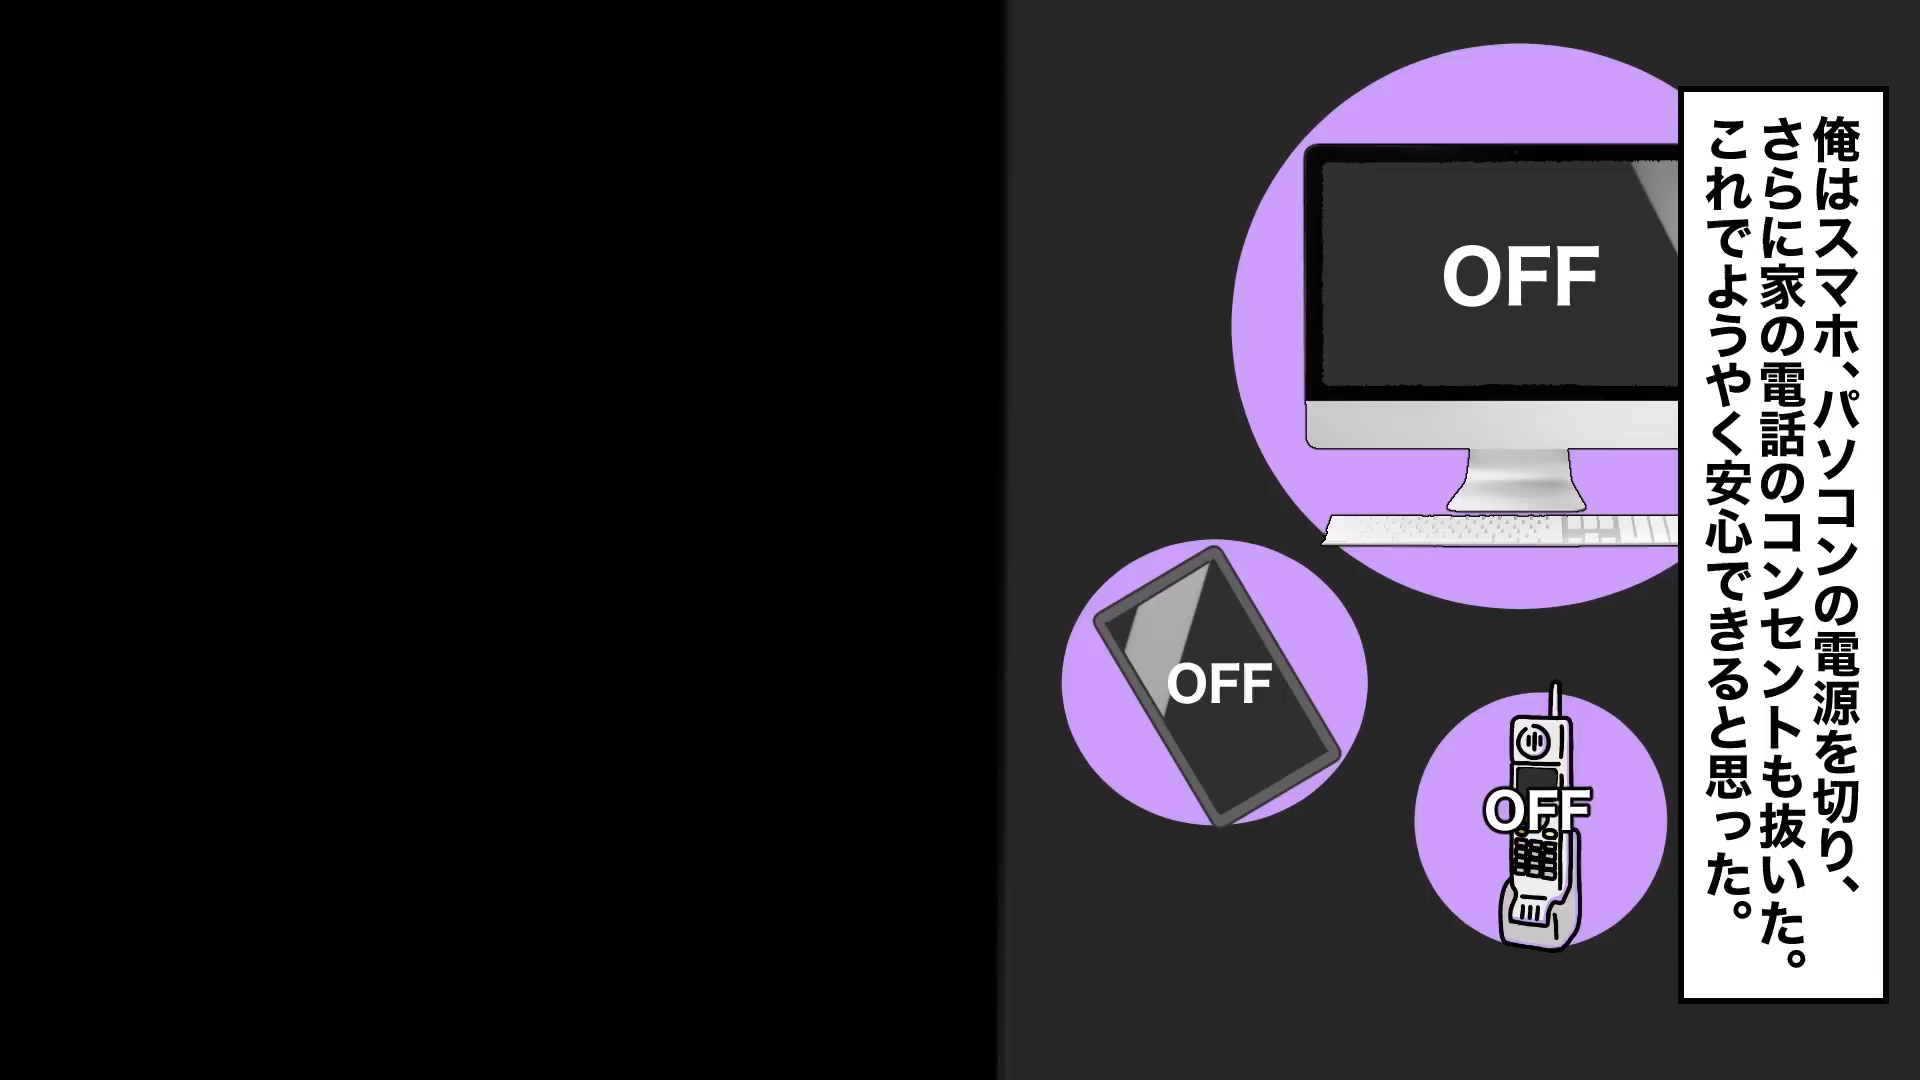 俺はスマホ、パソコンの電源を切り、
さらに家の電話のコンセントも抜いた。
これでようやく安心できると思った。
OFF
OFF
OFF